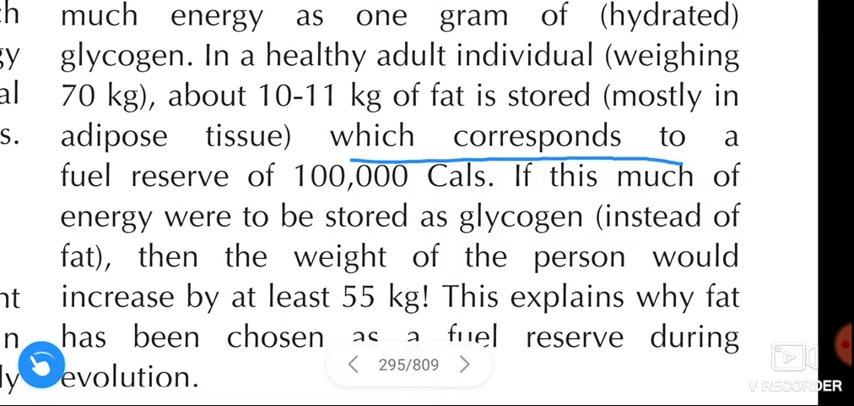 much energy as one gram of (hydrated)
glycogen. In a healthy adult individual (weighing
70 kg), about 10-11 kg of fat is stored (mostly in
adipose tissue) which corresponds to a
fuel reserve of 100,000 Cals. If this much of
energy were to be stored as glycogen (instead of
fat), then the weight of the person would
increase by at least 55 kg! This explains why fat
has been chosen as a fuel reserve during
evolution.
295/809
V RECORDER